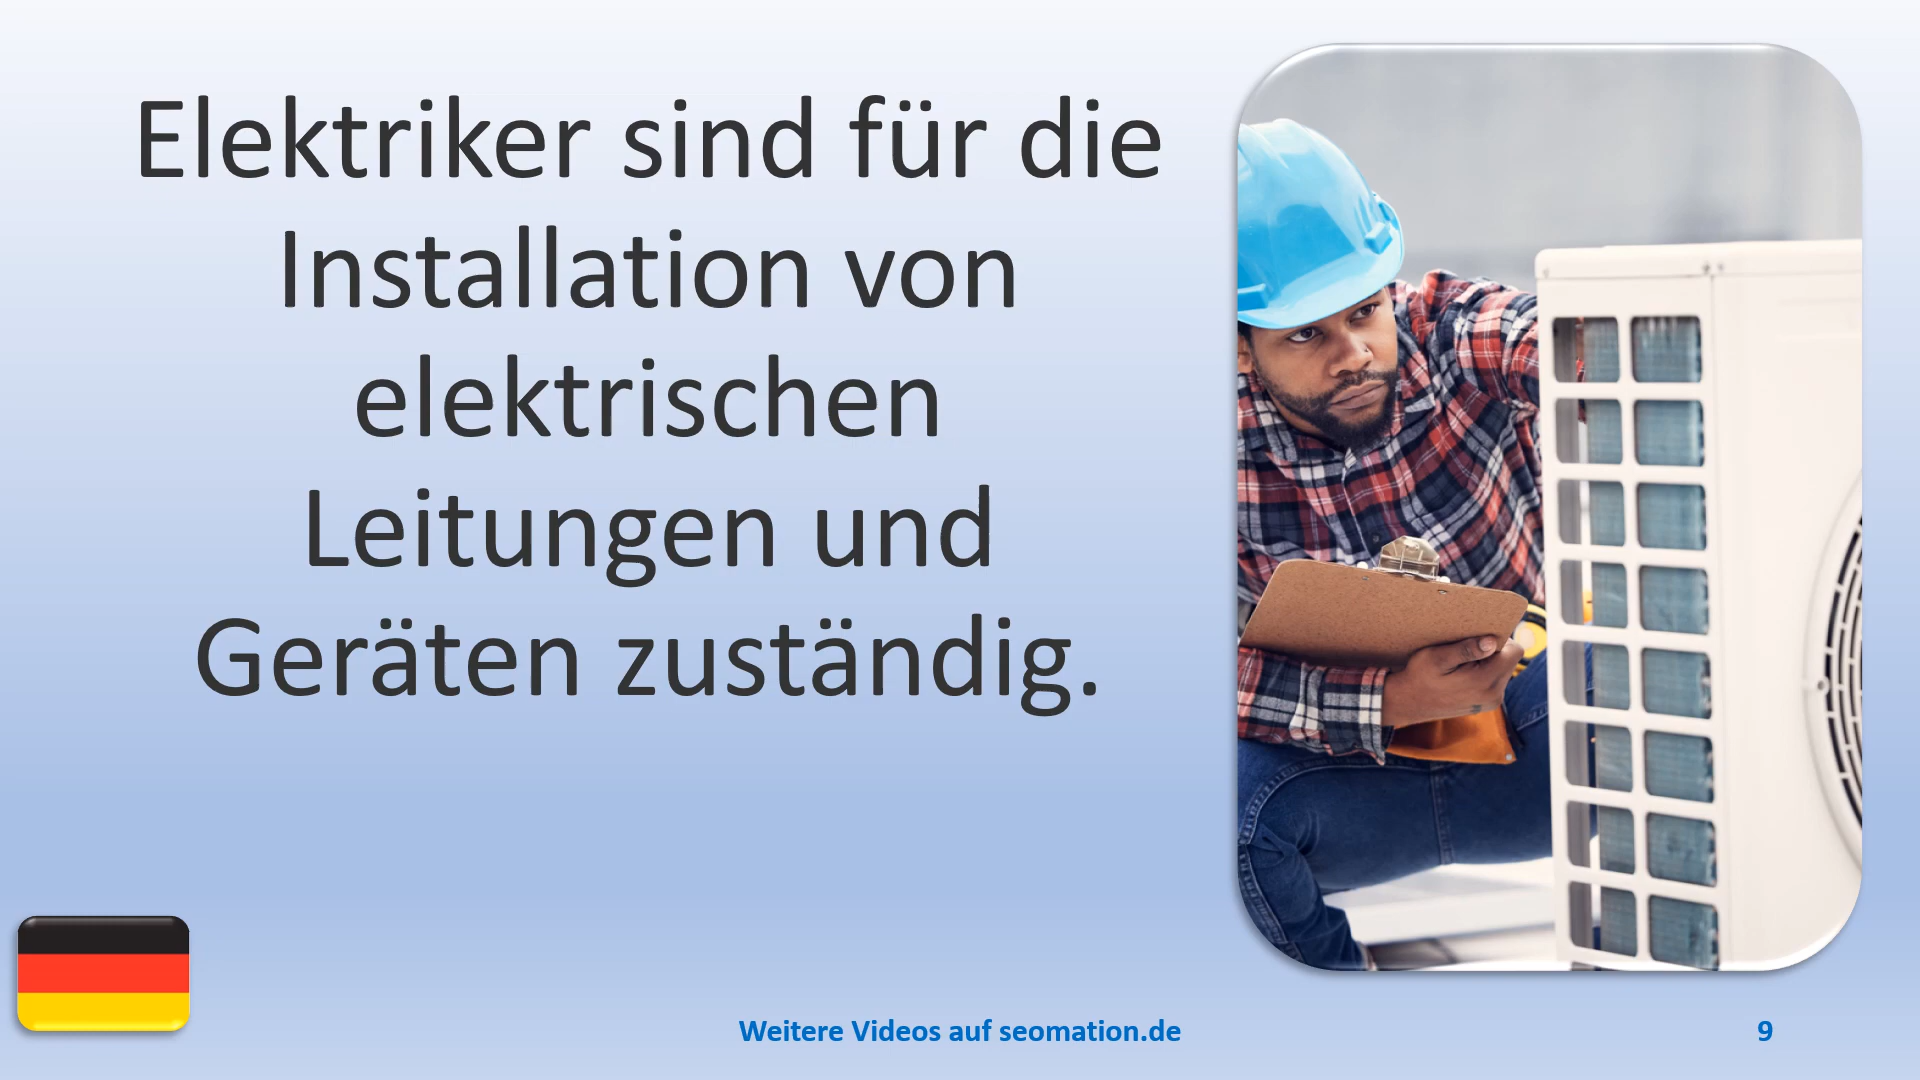 Elektriker sind für die
Installation von
elektrischen
Leitungen und
Geräten zuständig.
Weitere Videos auf seomation.de
9